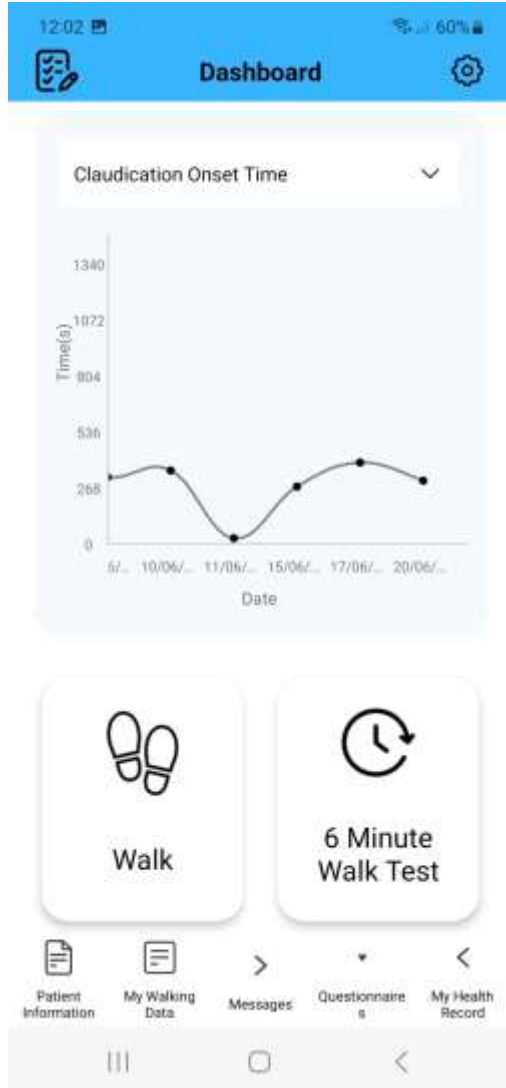 12:02 60%
Dashboard
Claudication Onset Time
1340
1072
804
536
268
0
Time(s)
6/... 10/06/... 11/06/... 15/06/... 17/06/... 20/06/...
Date
Walk
6 Minute
Walk Test
Patient
Information
My Walking
Data
Messages
Questionnaire
s
My Health
Record